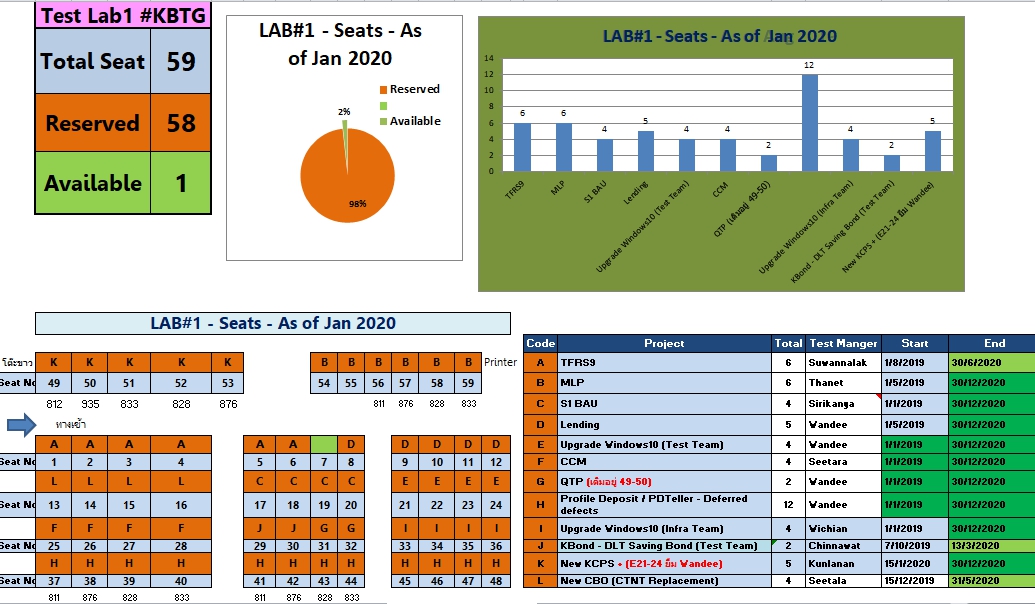 Test Lab1 #KBTG
Total Seat 59
Reserved 58
Available 1
LAB#1 - Seats - As
of Jan 2020
Reserved
Available
2%
98%
LAB#1 - Seats - As of Jan 2020
14
12
10
8
6
4
2
0
6 6 4 5 4 4 2 12 4 2 5
TFRS9
MLP
S1 BAU
Lending
Upgrade Windows10 (Test Team)
CCM
QTP (เดิมอยู่ 49-50)
Upgrade Windows10 (Infra Team)
KBond - DLT Saving Bond (Test Team)
New KCPS + (E21-24 ยืม Wandee)
LAB#1 - Seats - As of Jan 2020
โต๊ะขาว K K K K K B B B B B B Printer
Seat No 49 50 51 52 53 54 55 56 57 58 59
812 935 833 828 876 811 876 828 833
ทางเข้า
A A A A A A D D D D D
Seat No 1 2 3 4 5 6 7 8 9 10 11 12
L L L L C C C C E E E E
Seat No 13 14 15 16 17 18 19 20 21 22 23 24
F F F F J J G G I I I I
Seat No 25 26 27 28 29 30 31 32 33 34 35 36
H H H H H H H H H H H H
Seat No 37 38 39 40 41 42 43 44 45 46 47 48
811 876 828 833 811 876 828 833
Code Project Total Test Manger Start End
A TFRS9 6 Suwannalak 1/8/2019 30/6/2020
B MLP 6 Thanet 1/5/2019 30/12/2020
C S1 BAU 4 Sirikanya 1/1/2019 30/12/2020
D Lending 5 Wandee 1/5/2019 30/12/2020
E Upgrade Windows10 (Test Team) 4 Wandee 1/1/2019 30/12/2020
F CCM 4 Seetara 1/1/2019 30/12/2020
G QTP (เดิมอยู่ 49-50) 2 Wandee 1/1/2019 30/12/2020
H Profile Deposit / PDTeller - Deferred
defects 12 Wandee 1/1/2019 30/12/2020
I Upgrade Windows10 (Infra Team) 4 Wichian 1/1/2019 30/12/2020
J KBond - DLT Saving Bond (Test Team) 2 Chinnawat 7/10/2019 13/3/2020
K New KCPS + (E21-24 ยืม Wandee) 5 Kunlanan 15/1/2020 30/12/2020
L New CBO (CTNT Replacement) 4 Seetala 15/12/2019 31/5/2020